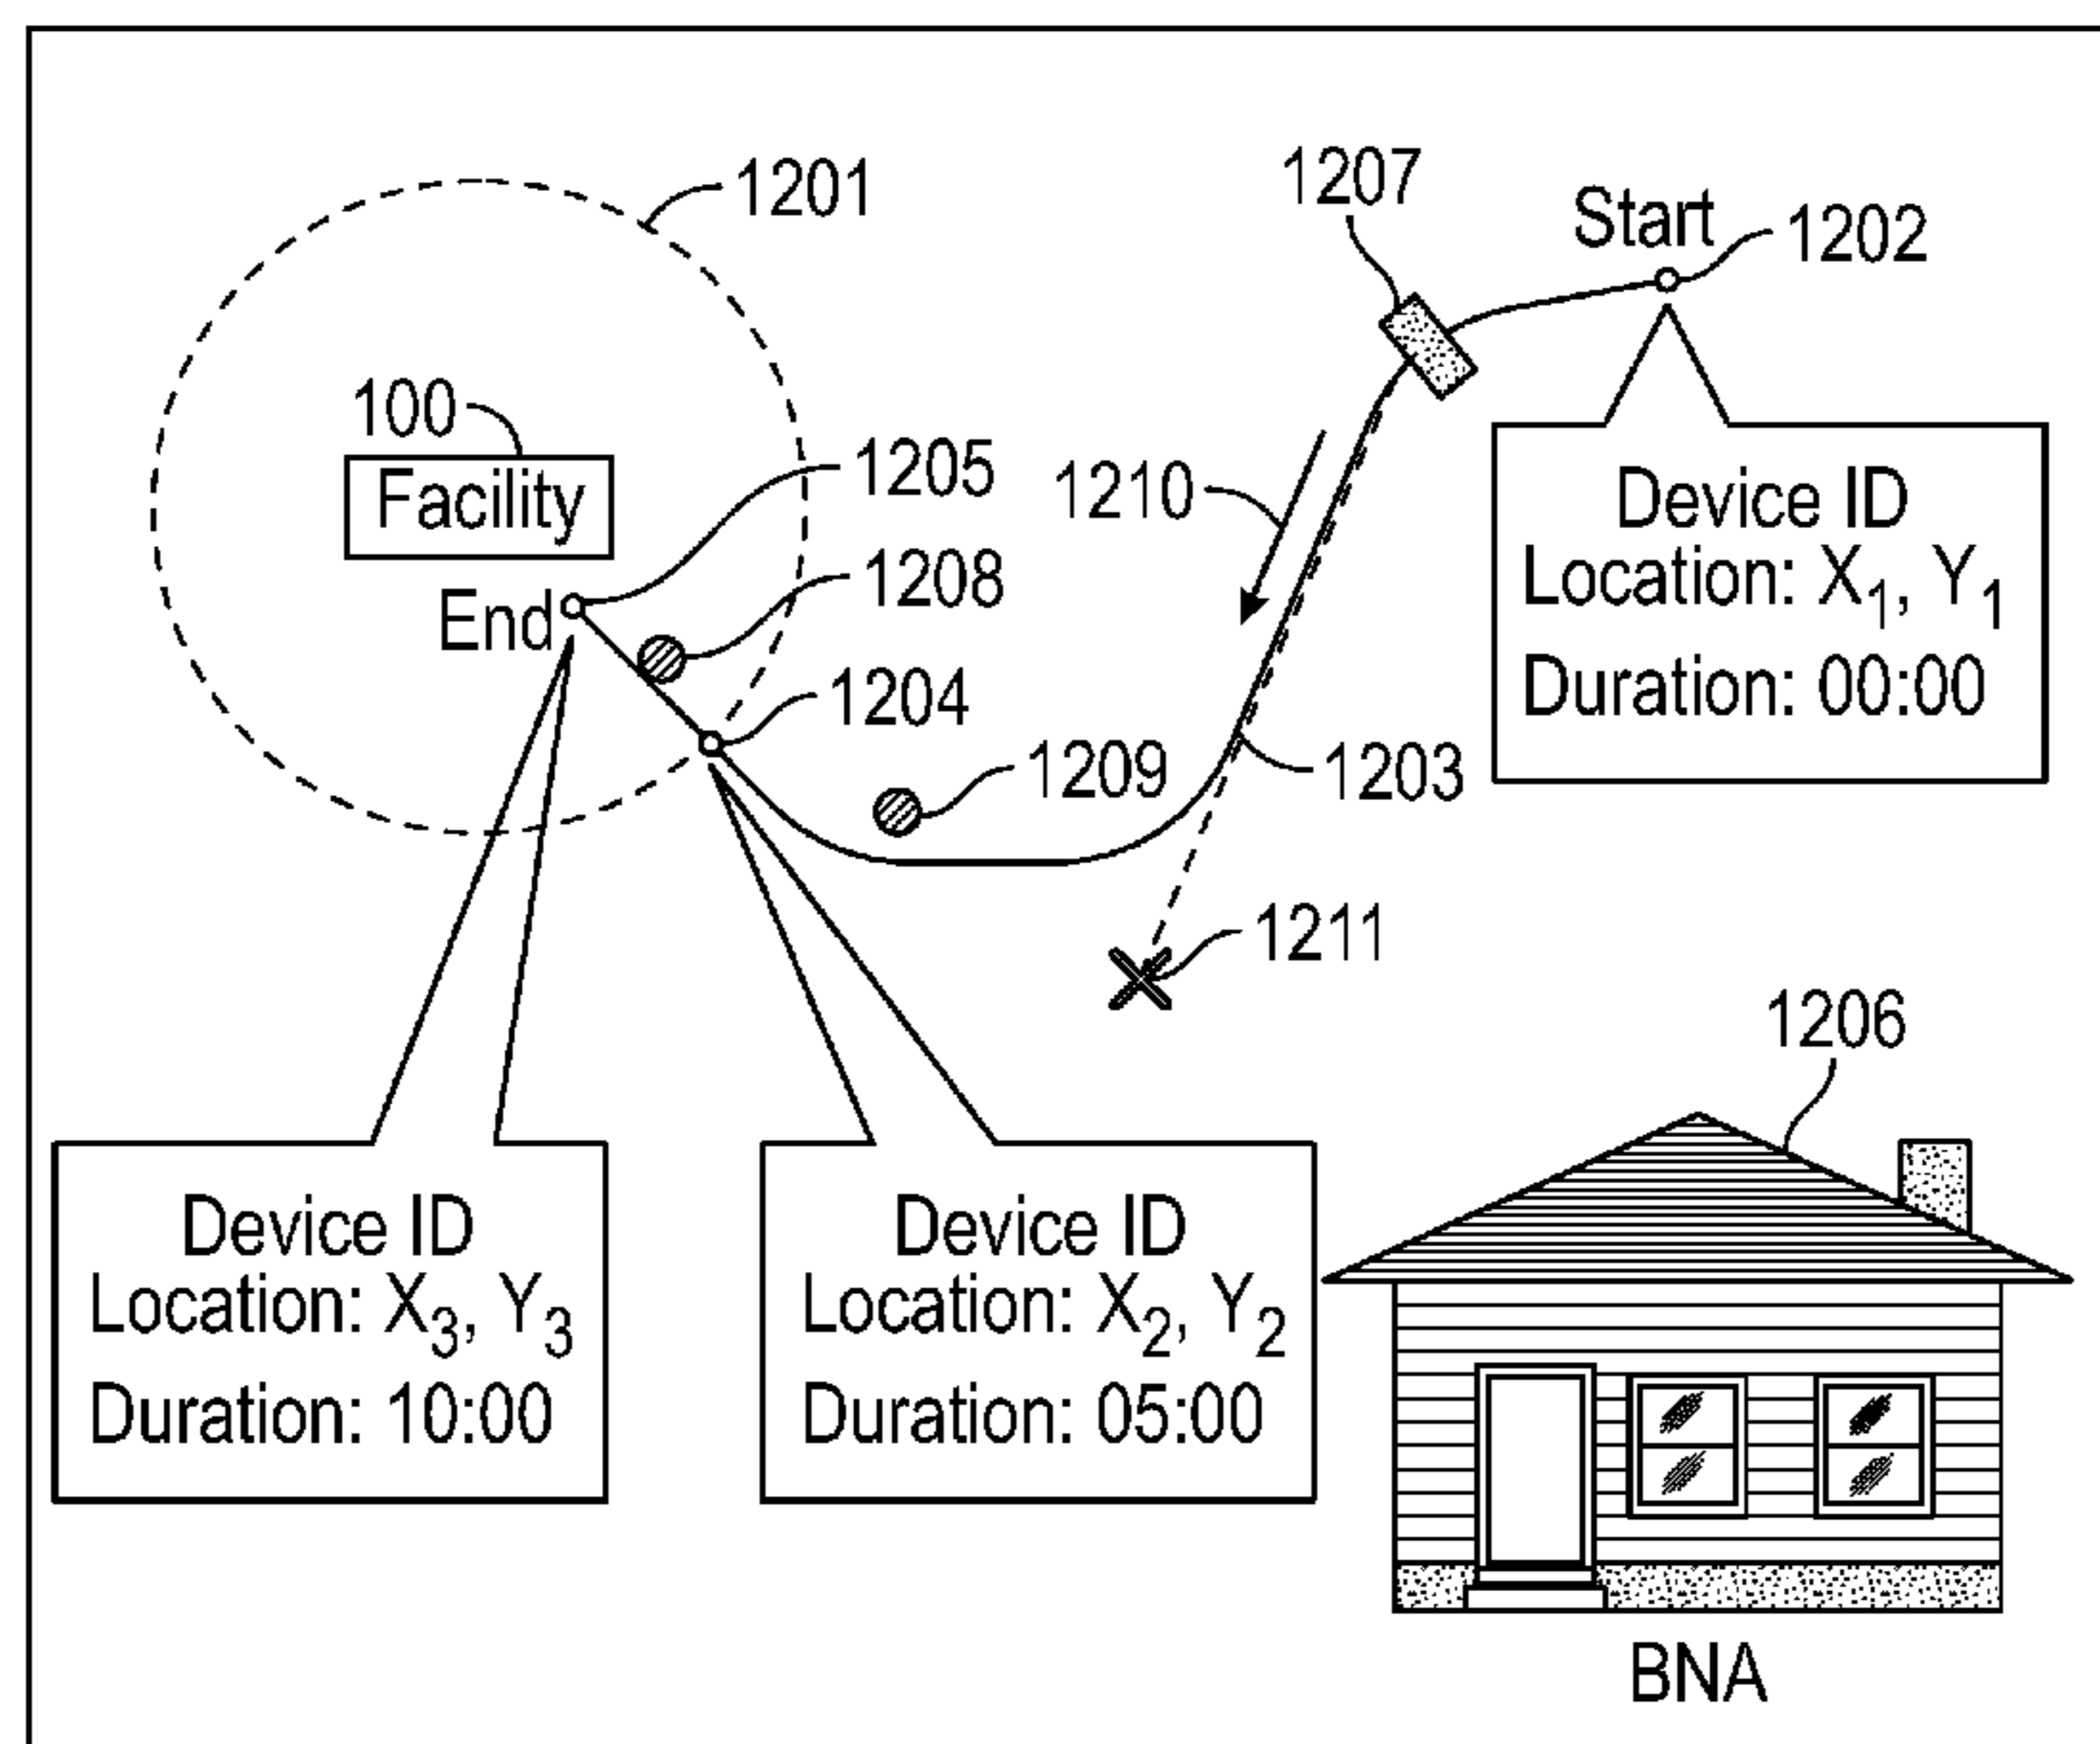 1201
1207
Start
1202
100
Facility
1205
1210
Device ID
Location: X₁, Y₁
Duration: 00:00
End
1208
1204
1209
1203
1211
1206
Device ID
Location: X₃, Y₃
Duration: 10:00
Device ID
Location: X₂, Y₂
Duration: 05:00
BNA